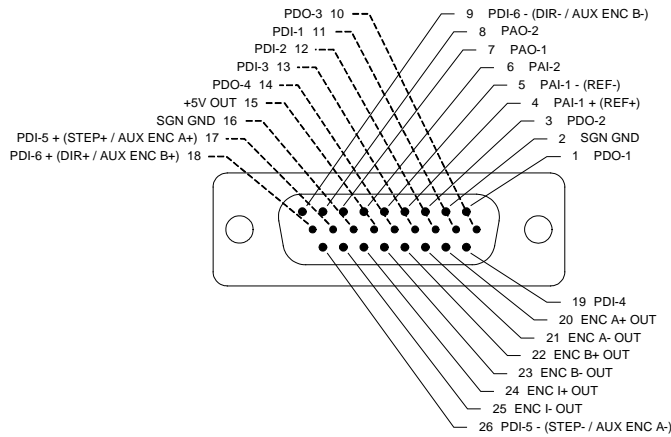 PDO-3 10
PDI-1 11
PDI-2 12
PDI-3 13
PDO-4 14
+5V OUT 15
SGN GND 16
PDI-5 + (STEP+ / AUX ENC A+) 17
PDI-6 + (DIR+ / AUX ENC B+) 18
9 PDI-6 - (DIR- / AUX ENC B-)
8 PAO-2
7 PAO-1
6 PAI-2
5 PAI-1 - (REF-)
4 PAI-1 + (REF+)
3 PDO-2
2 SGN GND
1 PDO-1
19 PDI-4
20 ENC A+ OUT
21 ENC A- OUT
22 ENC B+ OUT
23 ENC B- OUT
24 ENC I+ OUT
25 ENC I- OUT
26 PDI-5 - (STEP- / AUX ENC A-)